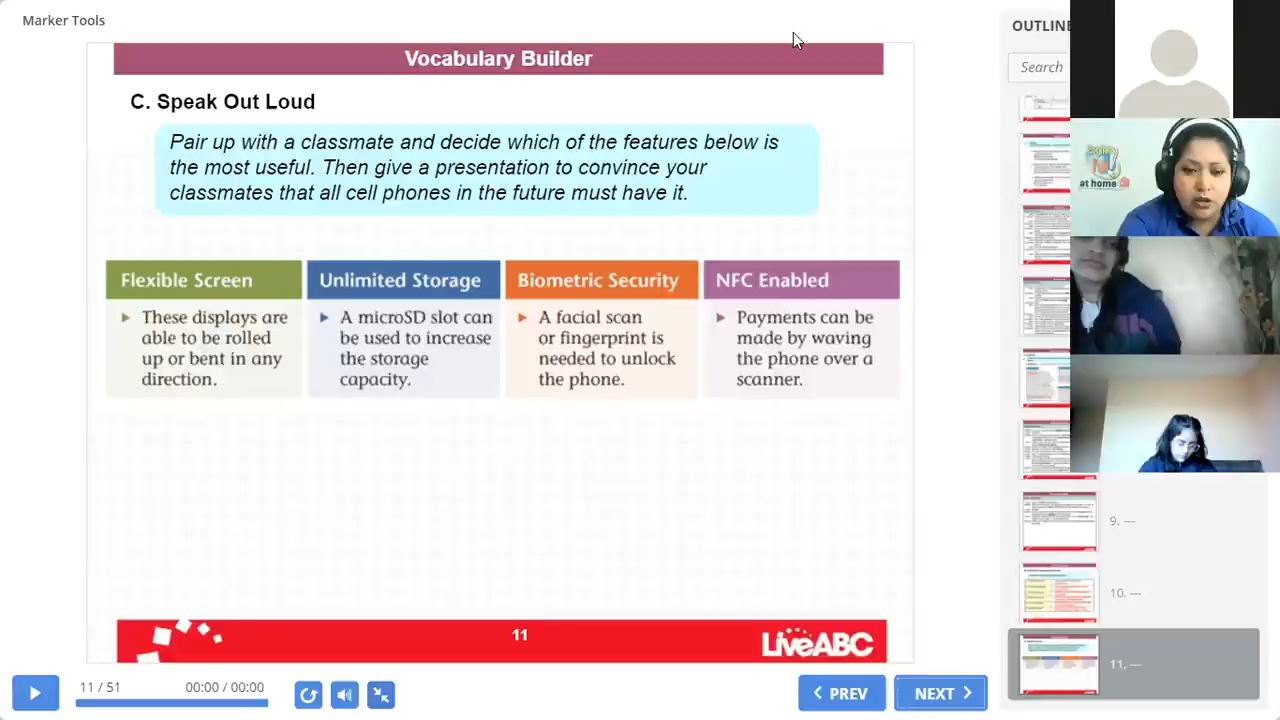 Marker Tools
OUTLINE
Search
Vocabulary Builder
C. Speak Out Loud
Pair up with a classmate and decide which of the features below is
the most useful. Then give a presentation to convince your
classmates that all cell phones in the future must have it.
Flexible Screen
These displays are
able to be rolled
up or bent in any
direction.
Storage
A microSD slot can
be used to increase
the storage
capacity.
Biometric Security
A facial scan
or fingerprint is
needed to unlock
the phone.
NFC Enabled
Payments can be
made by waving
the phone over a
scanner.
11
LiveABC
English
at home
9. —
10. —
11. —
11 / 51
00:00 / 00:00
PREV
NEXT